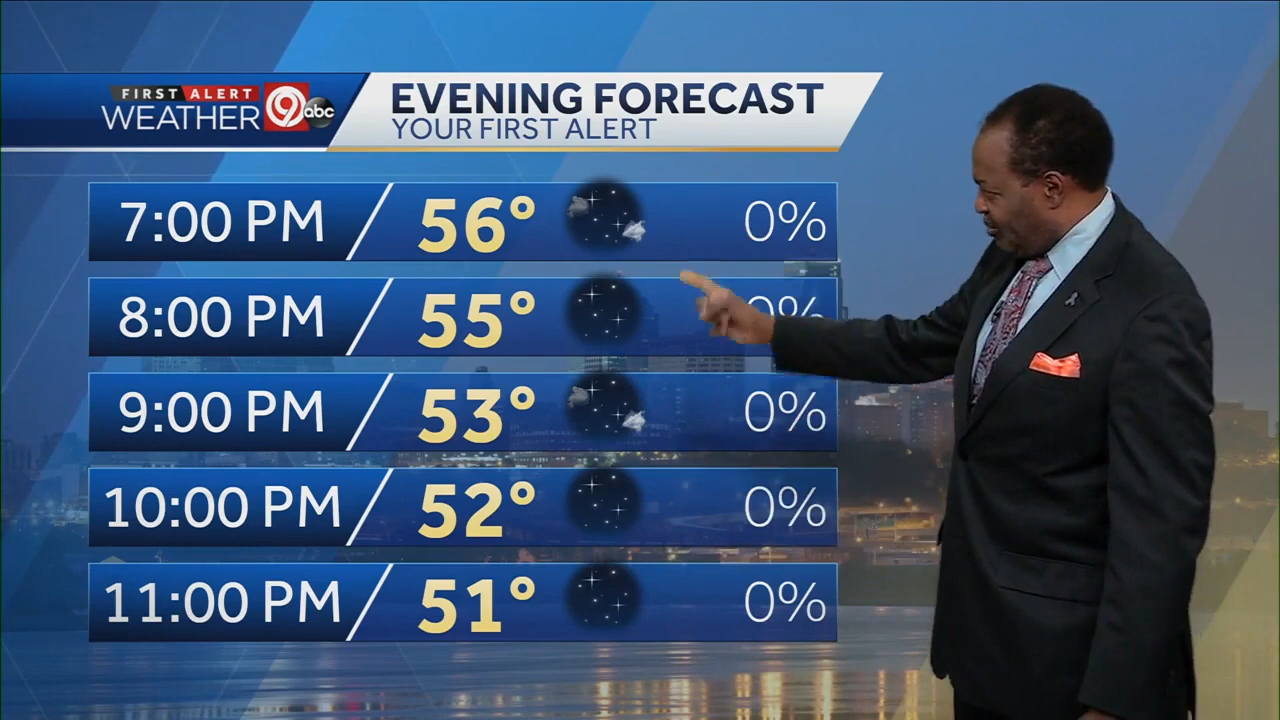 FIRST ALERT
WEATHER 9 abc
EVENING FORECAST
YOUR FIRST ALERT
7:00 PM 56° 0%
8:00 PM 55° 0%
9:00 PM 53° 0%
10:00 PM 52° 0%
11:00 PM 51° 0%